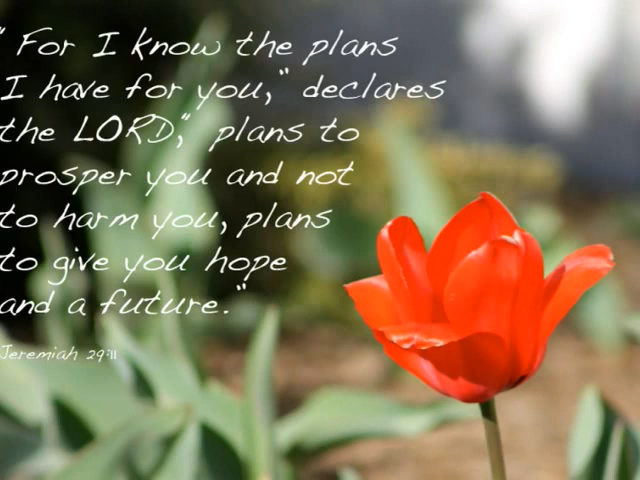 " For I know the plans
I have for you," declares
the LORD," plans to
prosper you and not
to harm you, plans
to give you hope
and a future."
Jeremiah 29:11